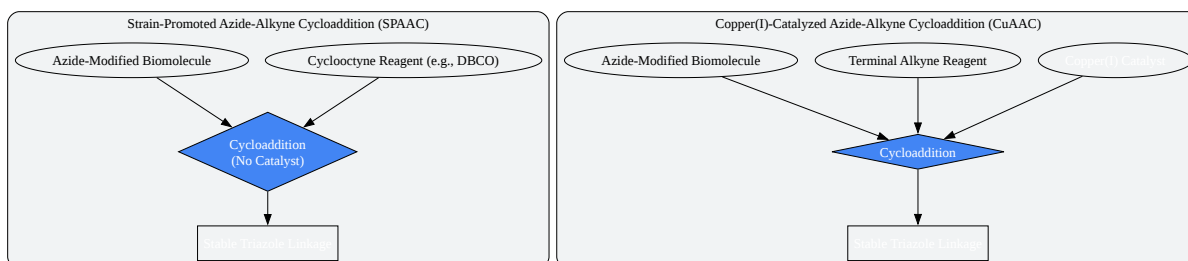 Strain-Promoted Azide-Alkyne Cycloaddition (SPAAC)
Azide-Modified Biomolecule
Cyclooctyne Reagent (e.g., DBCO)
Cycloaddition
(No Catalyst)
Stable Triazole Linkage
Copper(I)-Catalyzed Azide-Alkyne Cycloaddition (CuAAC)
Azide-Modified Biomolecule
Terminal Alkyne Reagent
Copper(I) Catalyst
Cycloaddition
Stable Triazole Linkage